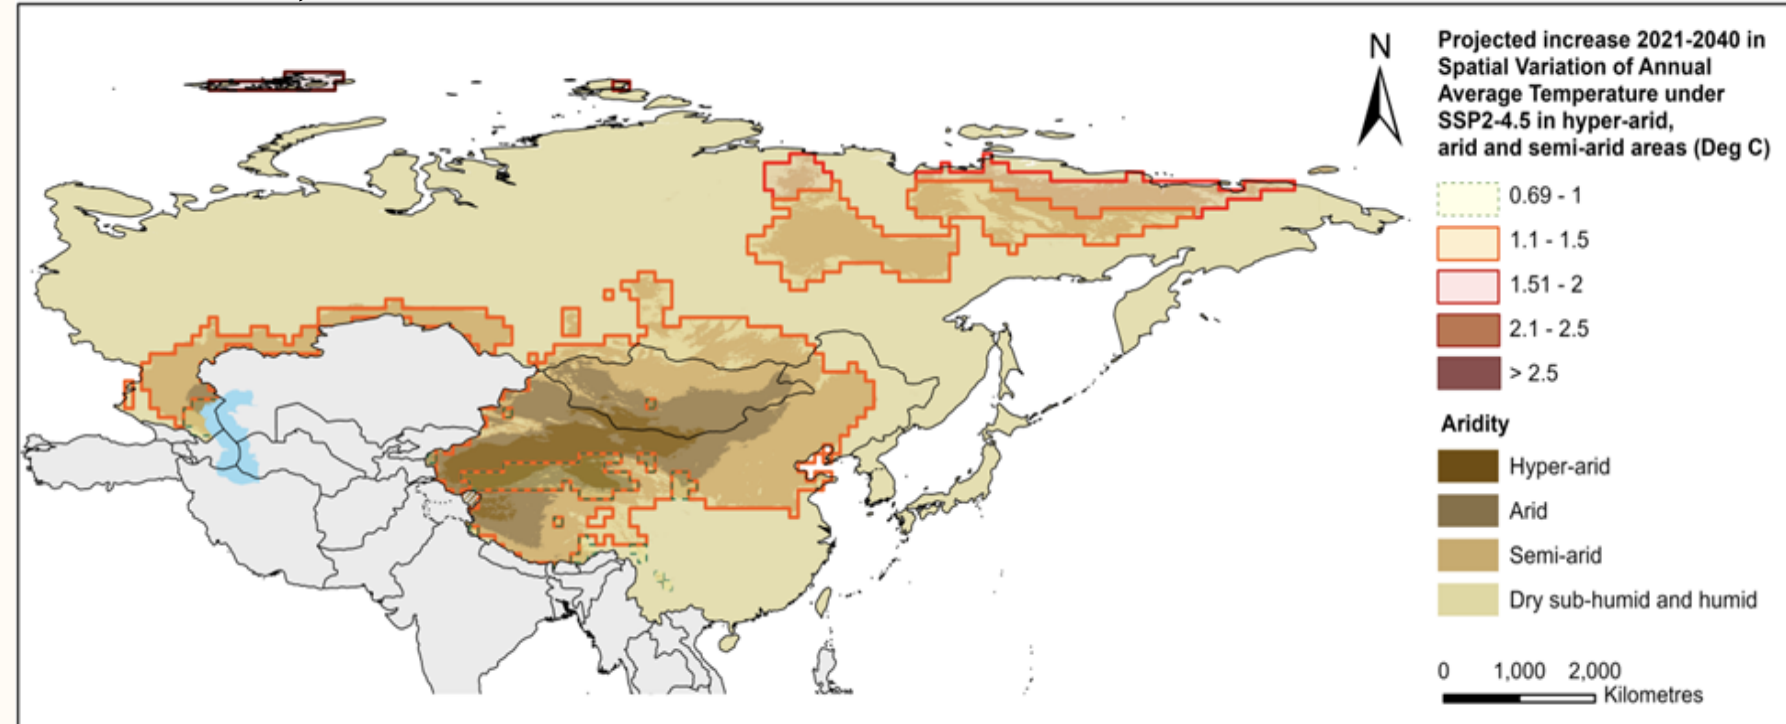 N
Projected increase 2021-2040 in
Spatial Variation of Annual
Average Temperature under
SSP2-4.5 in hyper-arid,
arid and semi-arid areas (Deg C)
0.69 - 1
1.1 - 1.5
1.51 - 2
2.1 - 2.5
> 2.5
Aridity
Hyper-arid
Arid
Semi-arid
Dry sub-humid and humid
0 1,000 2,000
Kilometres